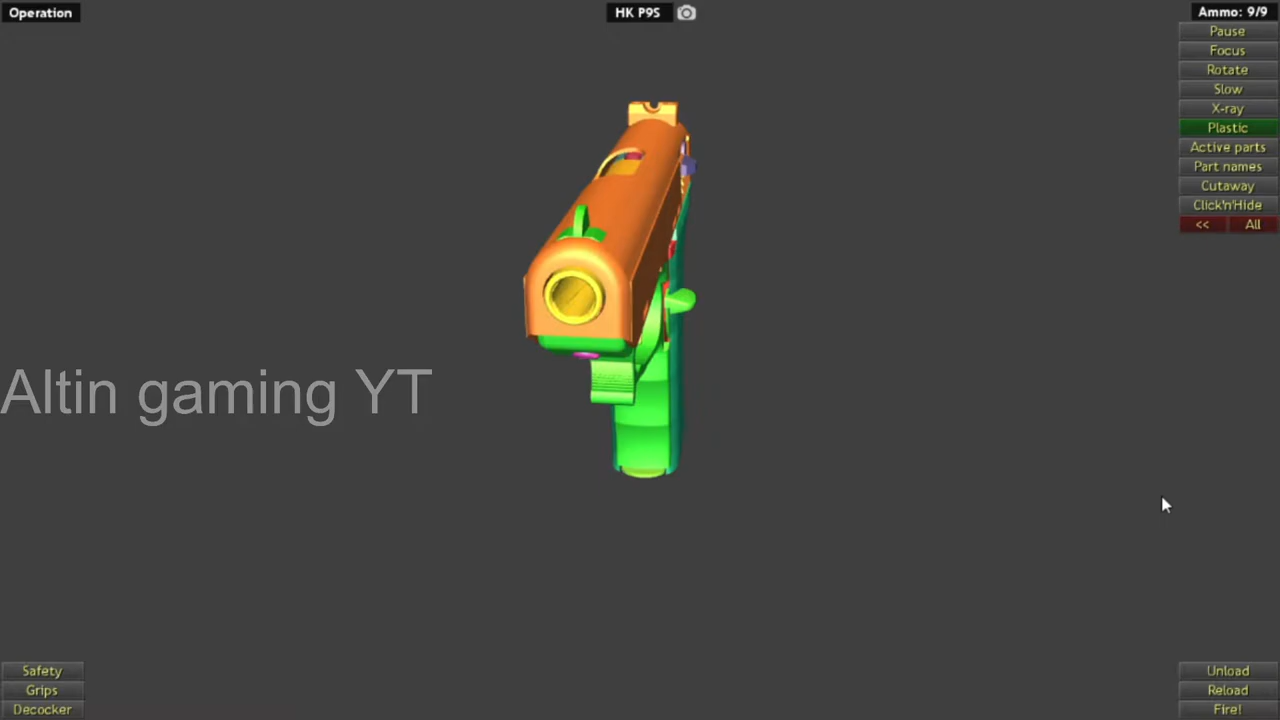 Operation
HK P9S
Ammo: 9/9
Pause
Focus
Rotate
Slow
X-ray
Plastic
Active parts
Part names
Cutaway
Click'n'Hide
<< All
Altin gaming YT
Safety
Grips
Decocker
Unload
Reload
Fire!